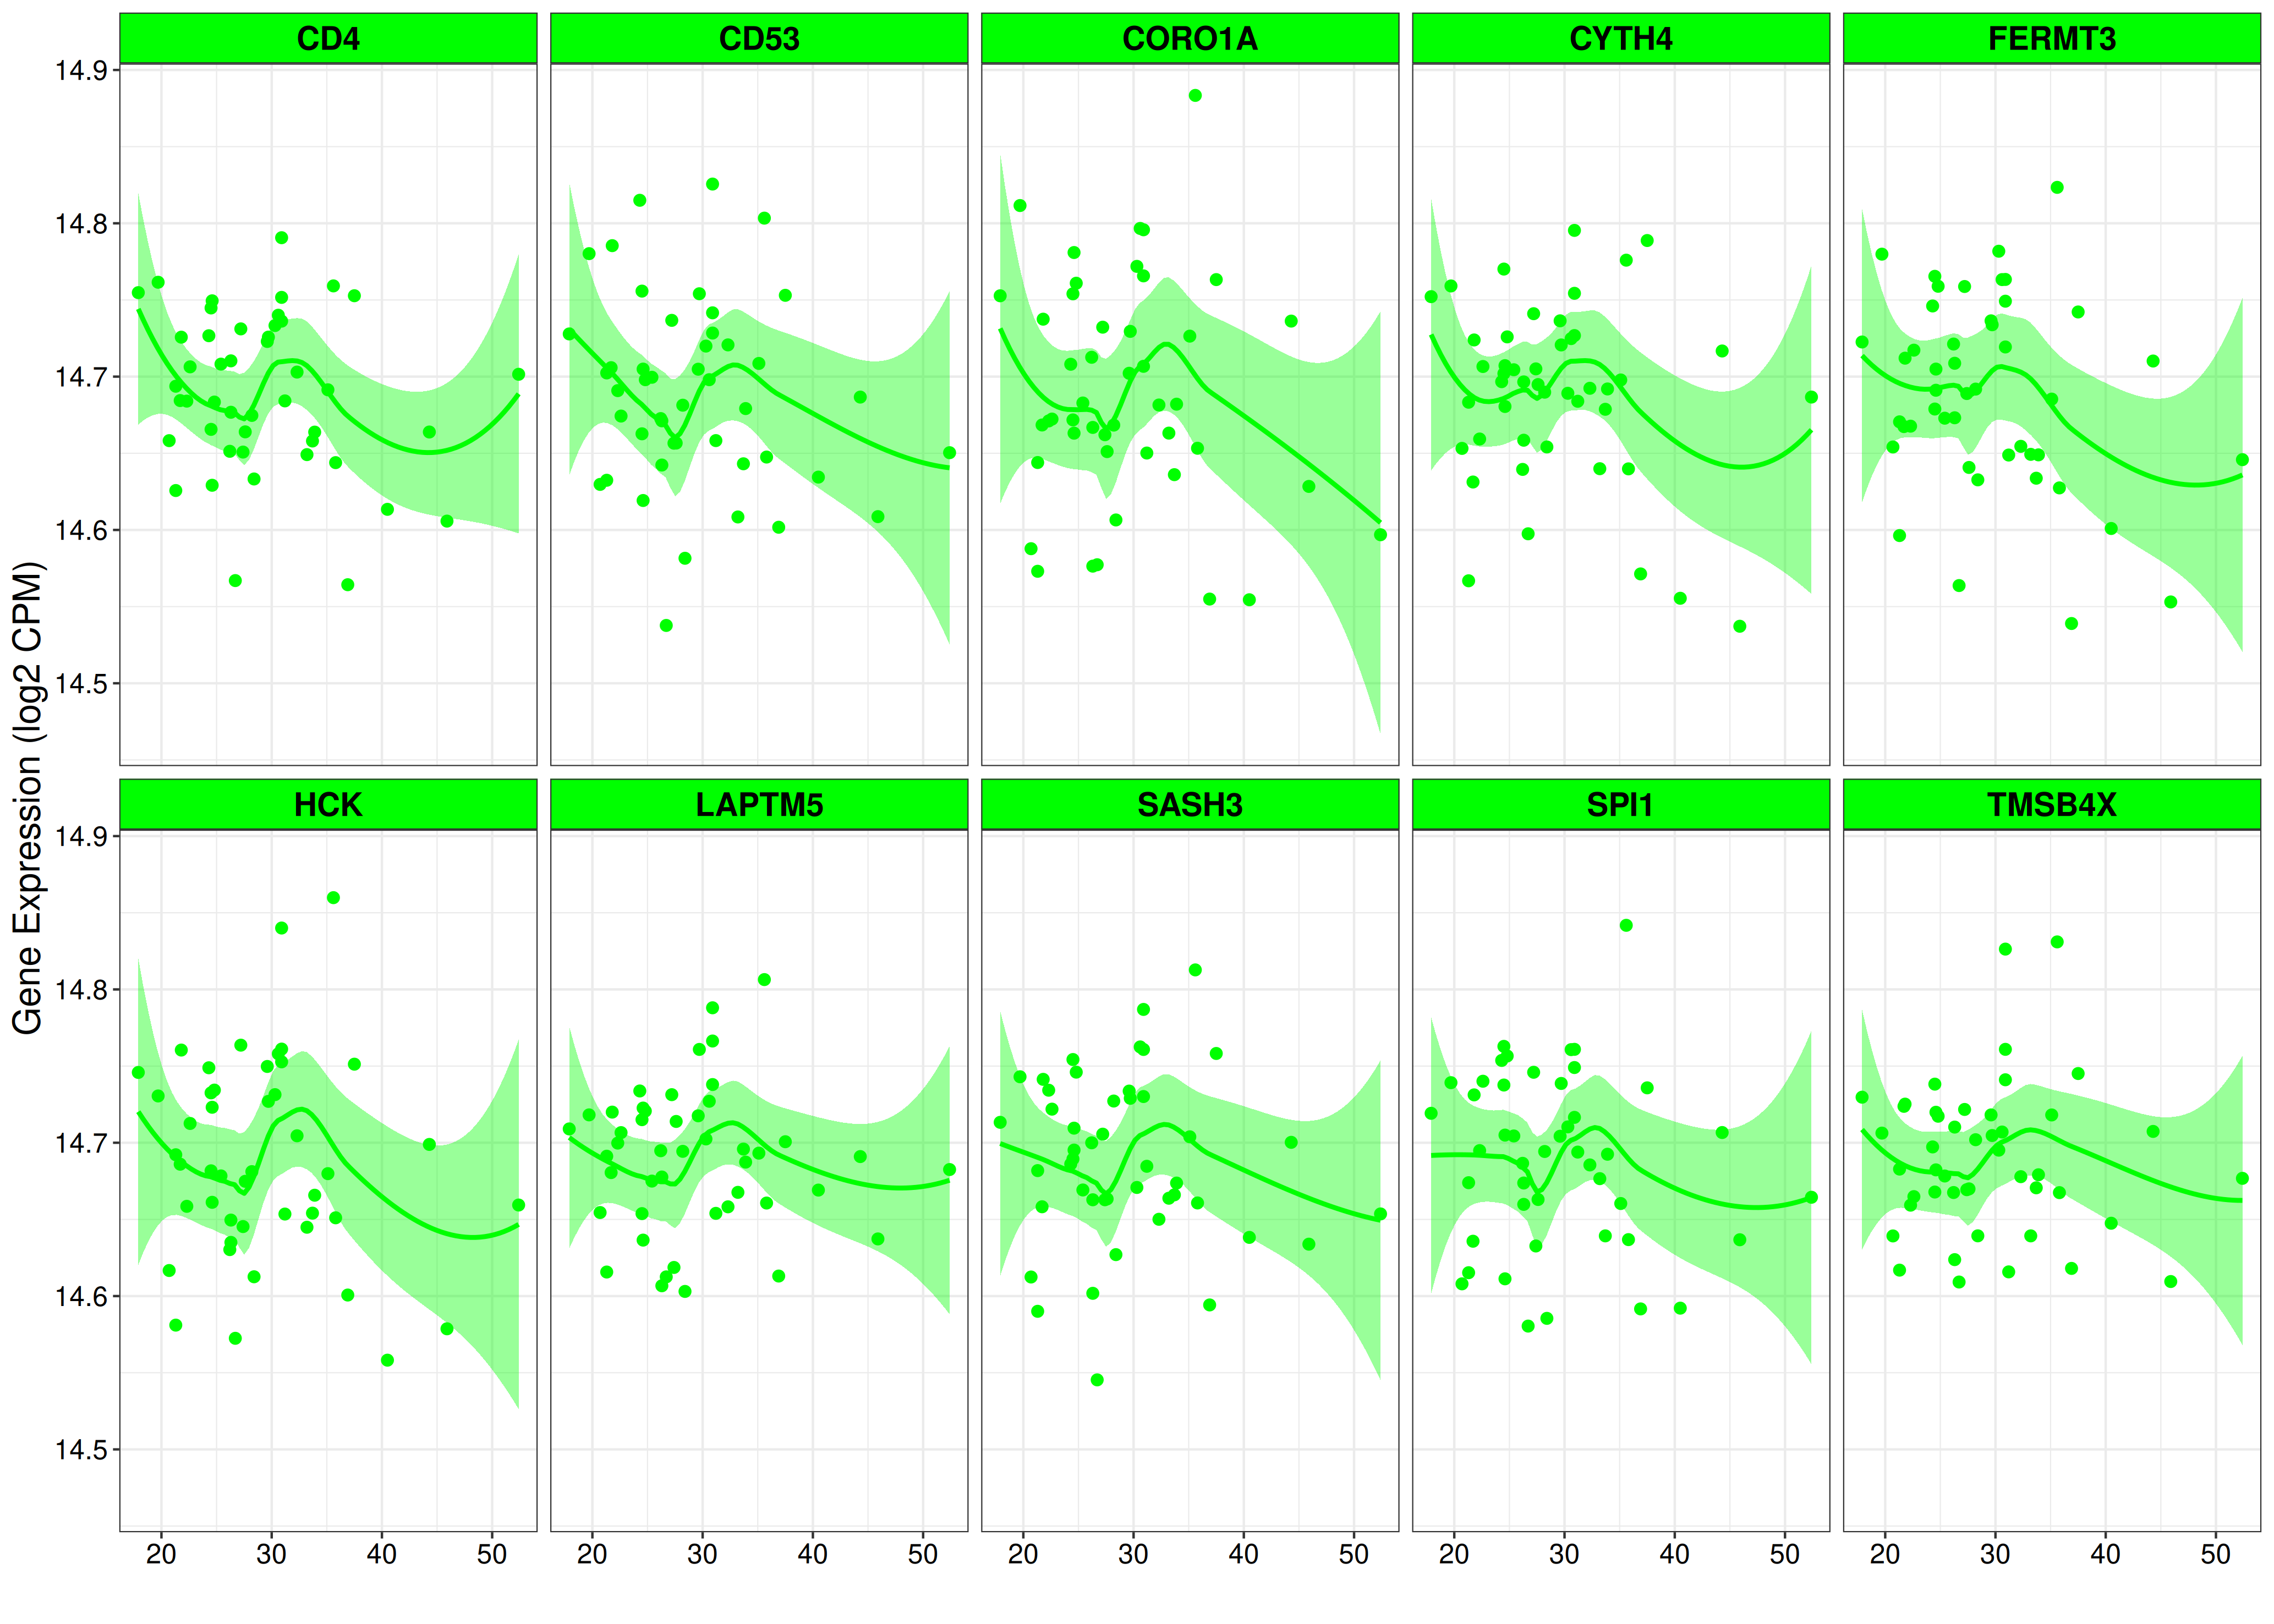 CD4 CD53 CORO1A CYTH4 FERMT3
14.9
14.8
14.7
14.6
14.5
Gene Expression (log2 CPM)
HCK LAPTM5 SASH3 SPI1 TMSB4X
14.9
14.8
14.7
14.6
14.5
20 30 40 50 20 30 40 50 20 30 40 50 20 30 40 50 20 30 40 50